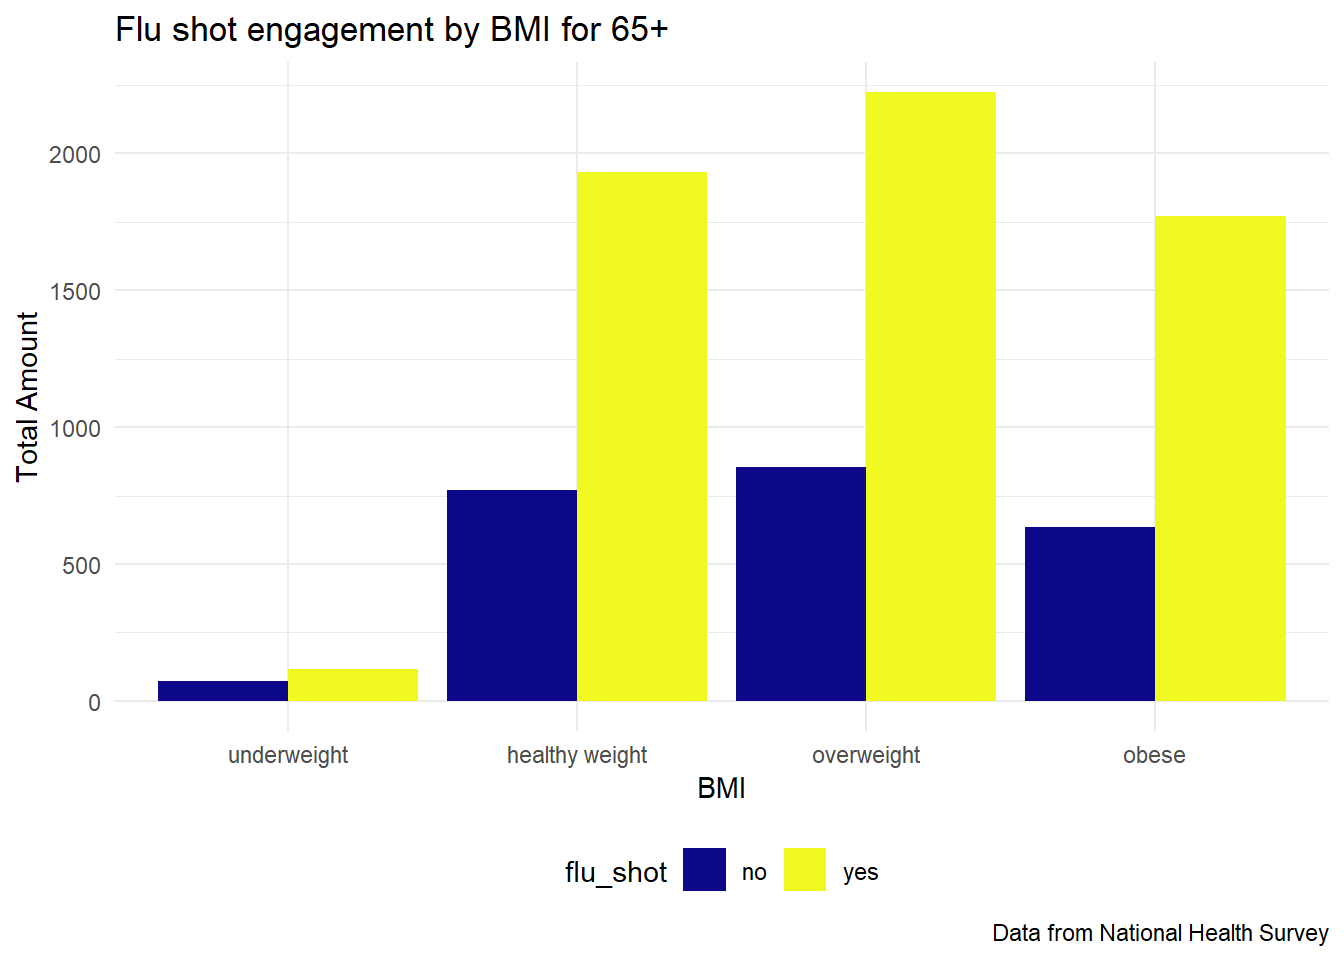 Flu shot engagement by BMI for 65+
Total Amount
2000
1500
1000
500
0
underweight healthy weight overweight obese
BMI
flu_shot no yes
Data from National Health Survey